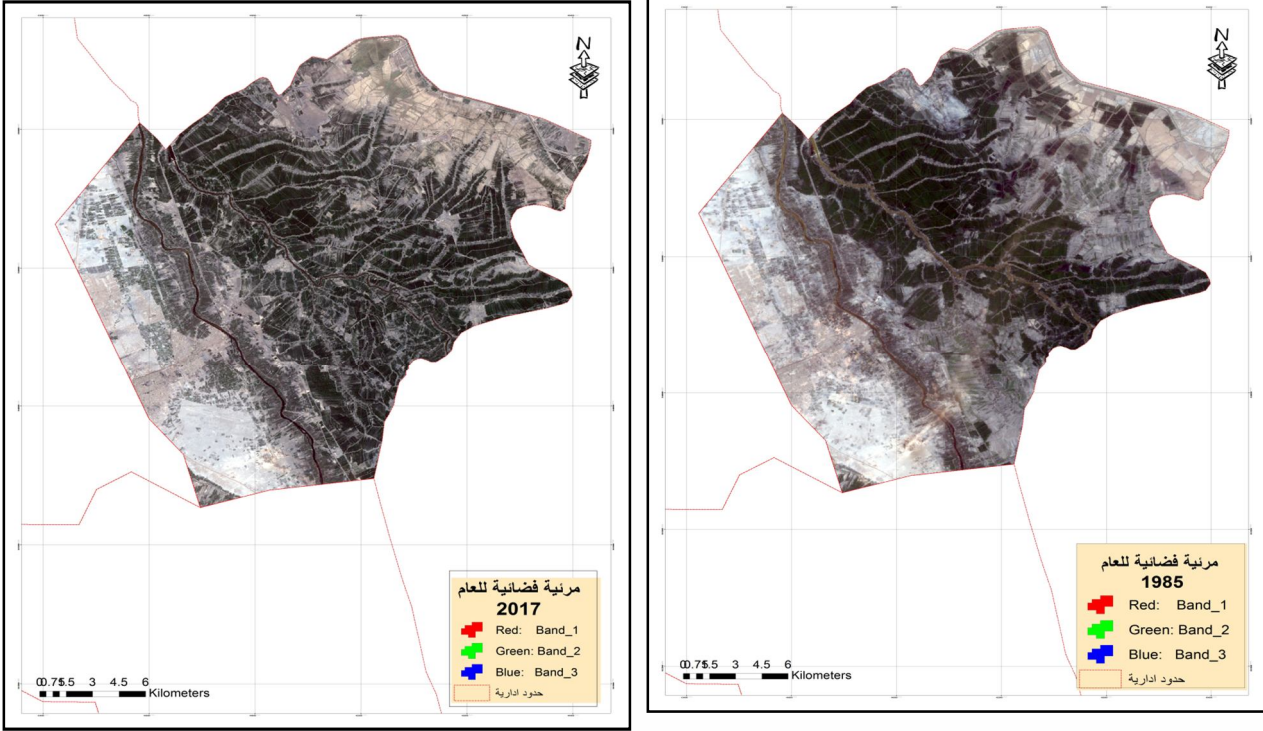 N
مرئية فضائية للعام
2017
Red: Band_1
Green: Band_2
Blue: Band_3
حدود ادارية
0 0.75 1.5 3 4.5 6 Kilometers
N
مرئية فضائية للعام
1985
Red: Band_1
Green: Band_2
Blue: Band_3
حدود ادارية
0 0.75 1.5 3 4.5 6 Kilometers